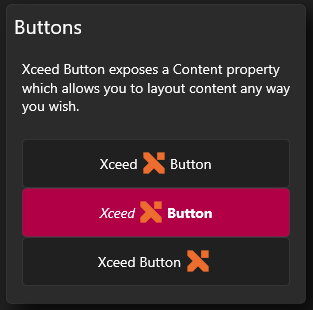 Buttons
Xceed Button exposes a Content property
which allows you to layout content any way
you wish.
Xceed Button
Xceed Button
Xceed Button